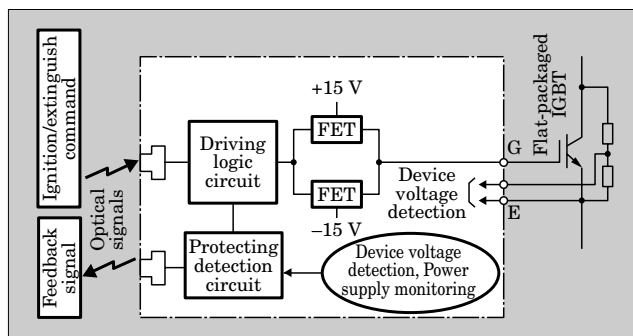 Ignition/extinguish
command
Optical
signals
Feedback
signal
Driving
logic
circuit
Protecting
detection
circuit
+15 V
FET
FET
−15 V
Device
voltage
detection
Device voltage
detection, Power
supply monitoring
G
E
Flat-packaged
IGBT